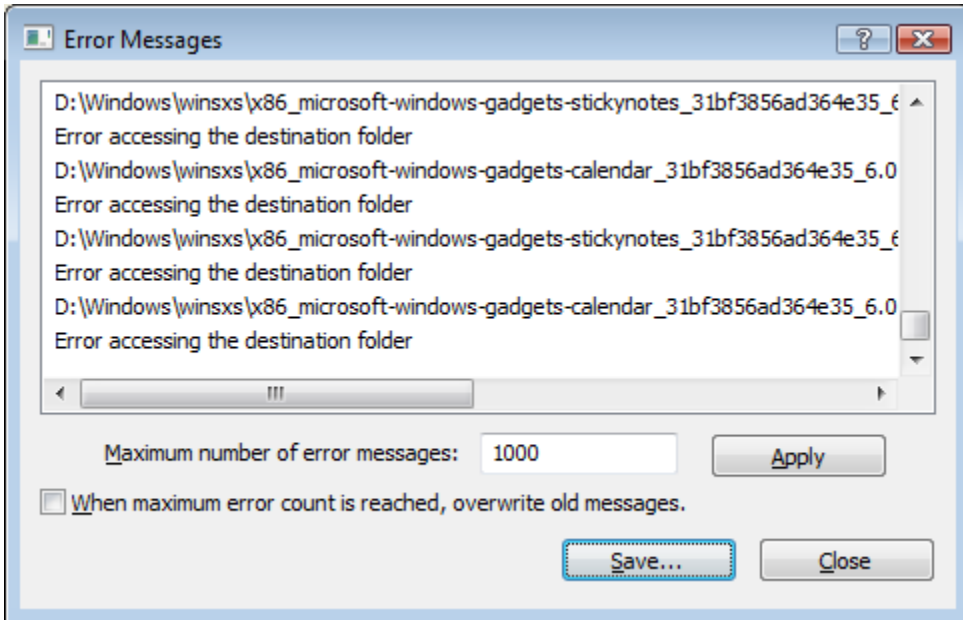 Error Messages
D:\Windows\winsxs\x86_microsoft-windows-gadgets-stickynotes_31bf3856ad364e35_6
Error accessing the destination folder
D:\Windows\winsxs\x86_microsoft-windows-gadgets-calendar_31bf3856ad364e35_6.0
Error accessing the destination folder
D:\Windows\winsxs\x86_microsoft-windows-gadgets-stickynotes_31bf3856ad364e35_6
Error accessing the destination folder
D:\Windows\winsxs\x86_microsoft-windows-gadgets-calendar_31bf3856ad364e35_6.0
Error accessing the destination folder
Maximum number of error messages: 1000 Apply
When maximum error count is reached, overwrite old messages.
Save... Close